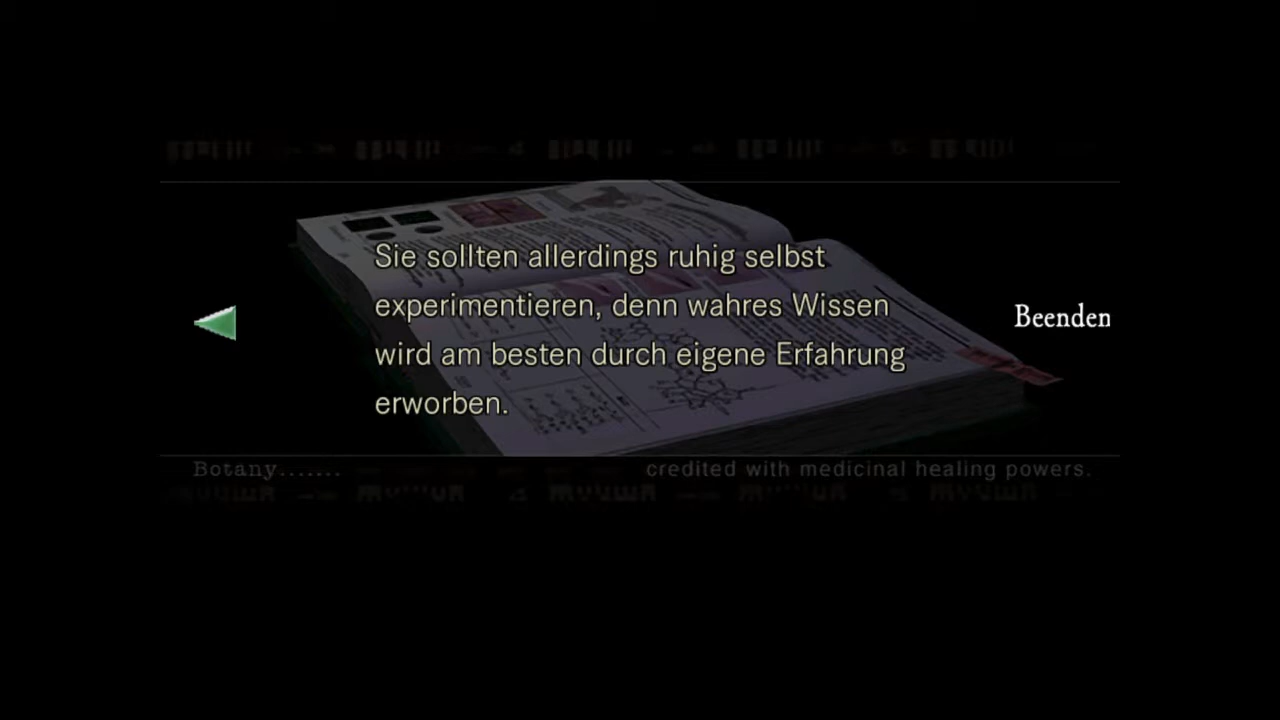 Sie sollten allerdings ruhig selbst
experimentieren, denn wahres Wissen
wird am besten durch eigene Erfahrung
erworben.
Beenden
Botany....... credited with medicinal healing powers.